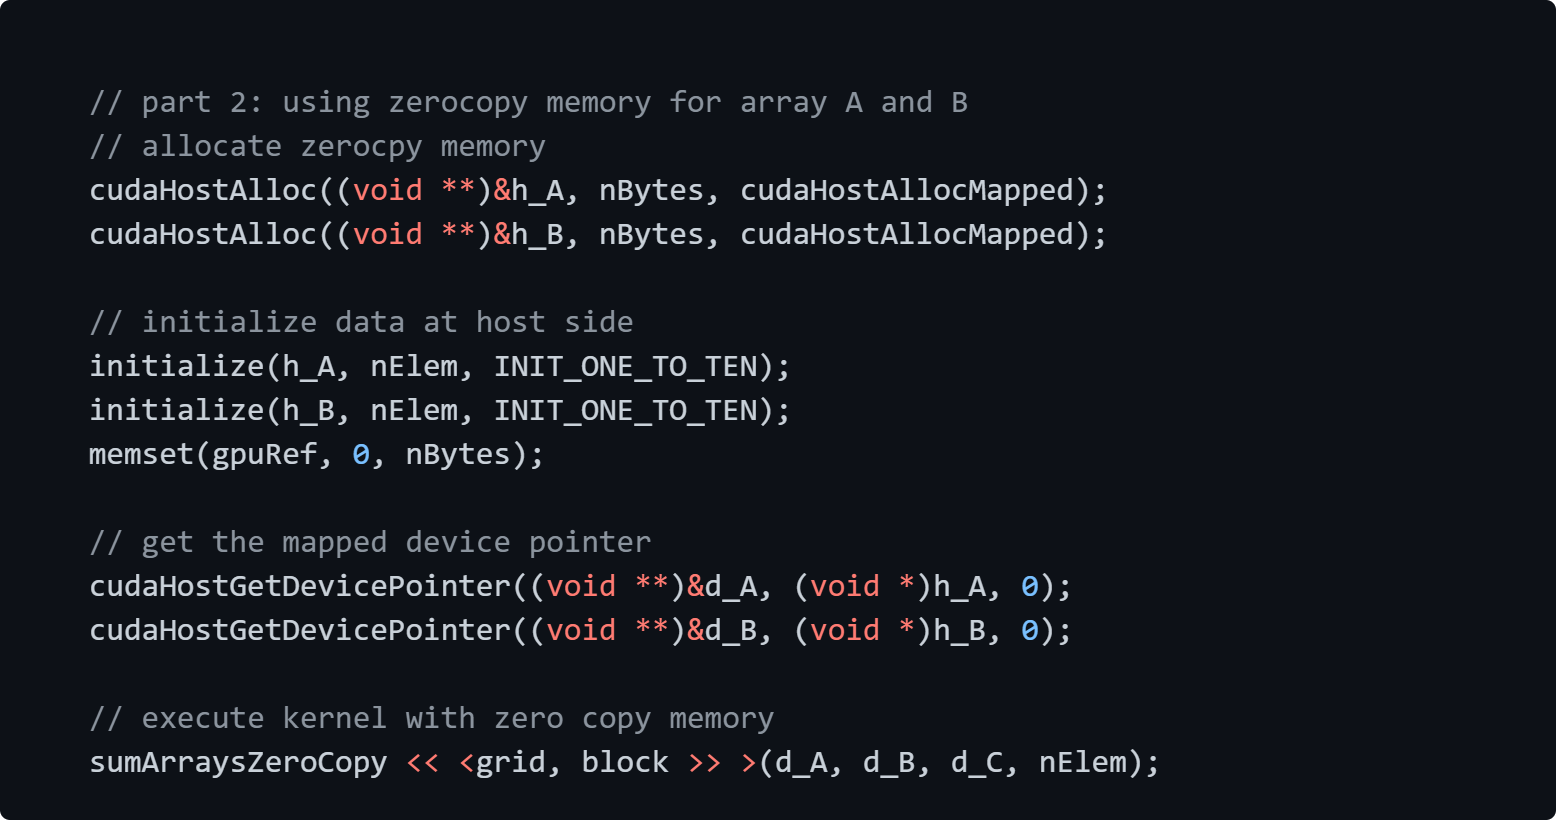 // part 2: using zerocopy memory for array A and B
// allocate zerocpy memory
cudaHostAlloc((void **)&h_A, nBytes, cudaHostAllocMapped);
cudaHostAlloc((void **)&h_B, nBytes, cudaHostAllocMapped);
// initialize data at host side
initialize(h_A, nElem, INIT_ONE_TO_TEN);
initialize(h_B, nElem, INIT_ONE_TO_TEN);
memset(gpuRef, 0, nBytes);
// get the mapped device pointer
cudaHostGetDevicePointer((void **)&d_A, (void *)h_A, 0);
cudaHostGetDevicePointer((void **)&d_B, (void *)h_B, 0);
// execute kernel with zero copy memory
sumArraysZeroCopy << <grid, block >> >(d_A, d_B, d_C, nElem);